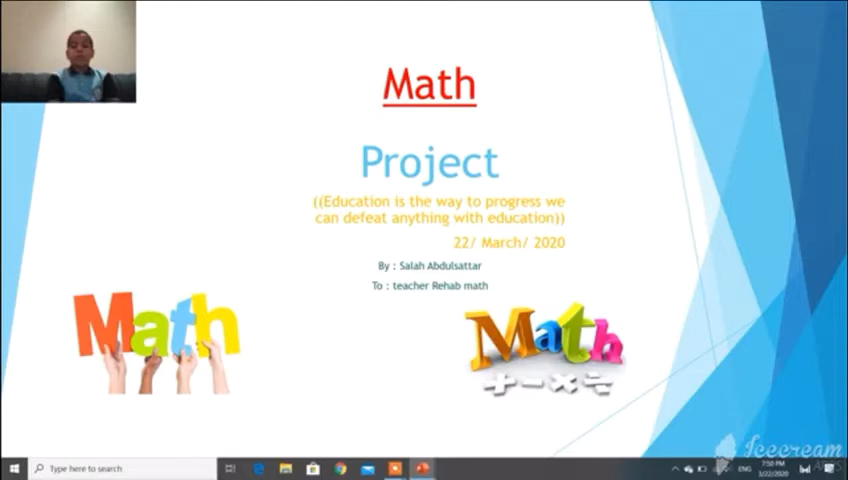 Math
Project
((Education is the way to progress we
can defeat anything with education))
22/ March/ 2020
By : Salah Abdulsattar
To : teacher Rehab math
Math
Math
+ − × ÷
Icecream
APPS
Type here to search
ENG
7:50 PM
3/22/2020